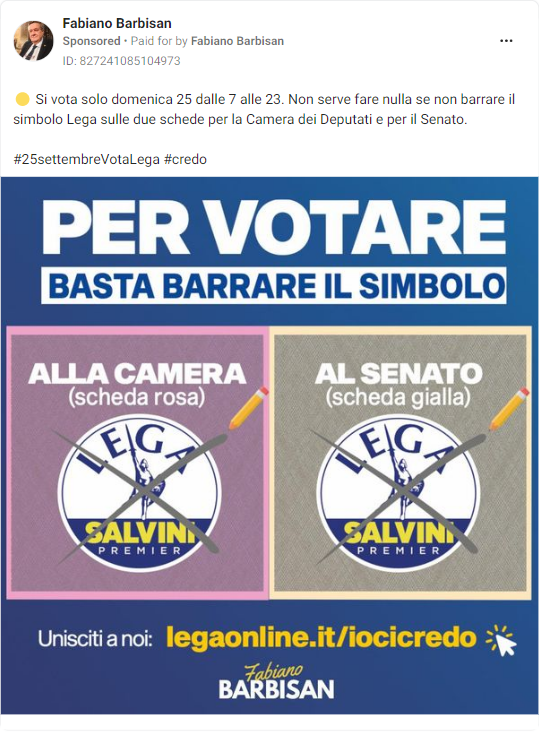 Fabiano Barbisan
Sponsored • Paid for by Fabiano Barbisan
ID: 827241085104973
Si vota solo domenica 25 dalle 7 alle 23. Non serve fare nulla se non barrare il
simbolo Lega sulle due schede per la Camera dei Deputati e per il Senato.
#25settembreVotaLega #credo
PER VOTARE
BASTA BARRARE IL SIMBOLO
ALLA CAMERA
(scheda rosa)
LEGA
SALVINI
PREMIER
AL SENATO
(scheda gialla)
LEGA
SALVINI
PREMIER
Unisciti a noi: legaonline.it/iocicredo
Fabiano
BARBISAN